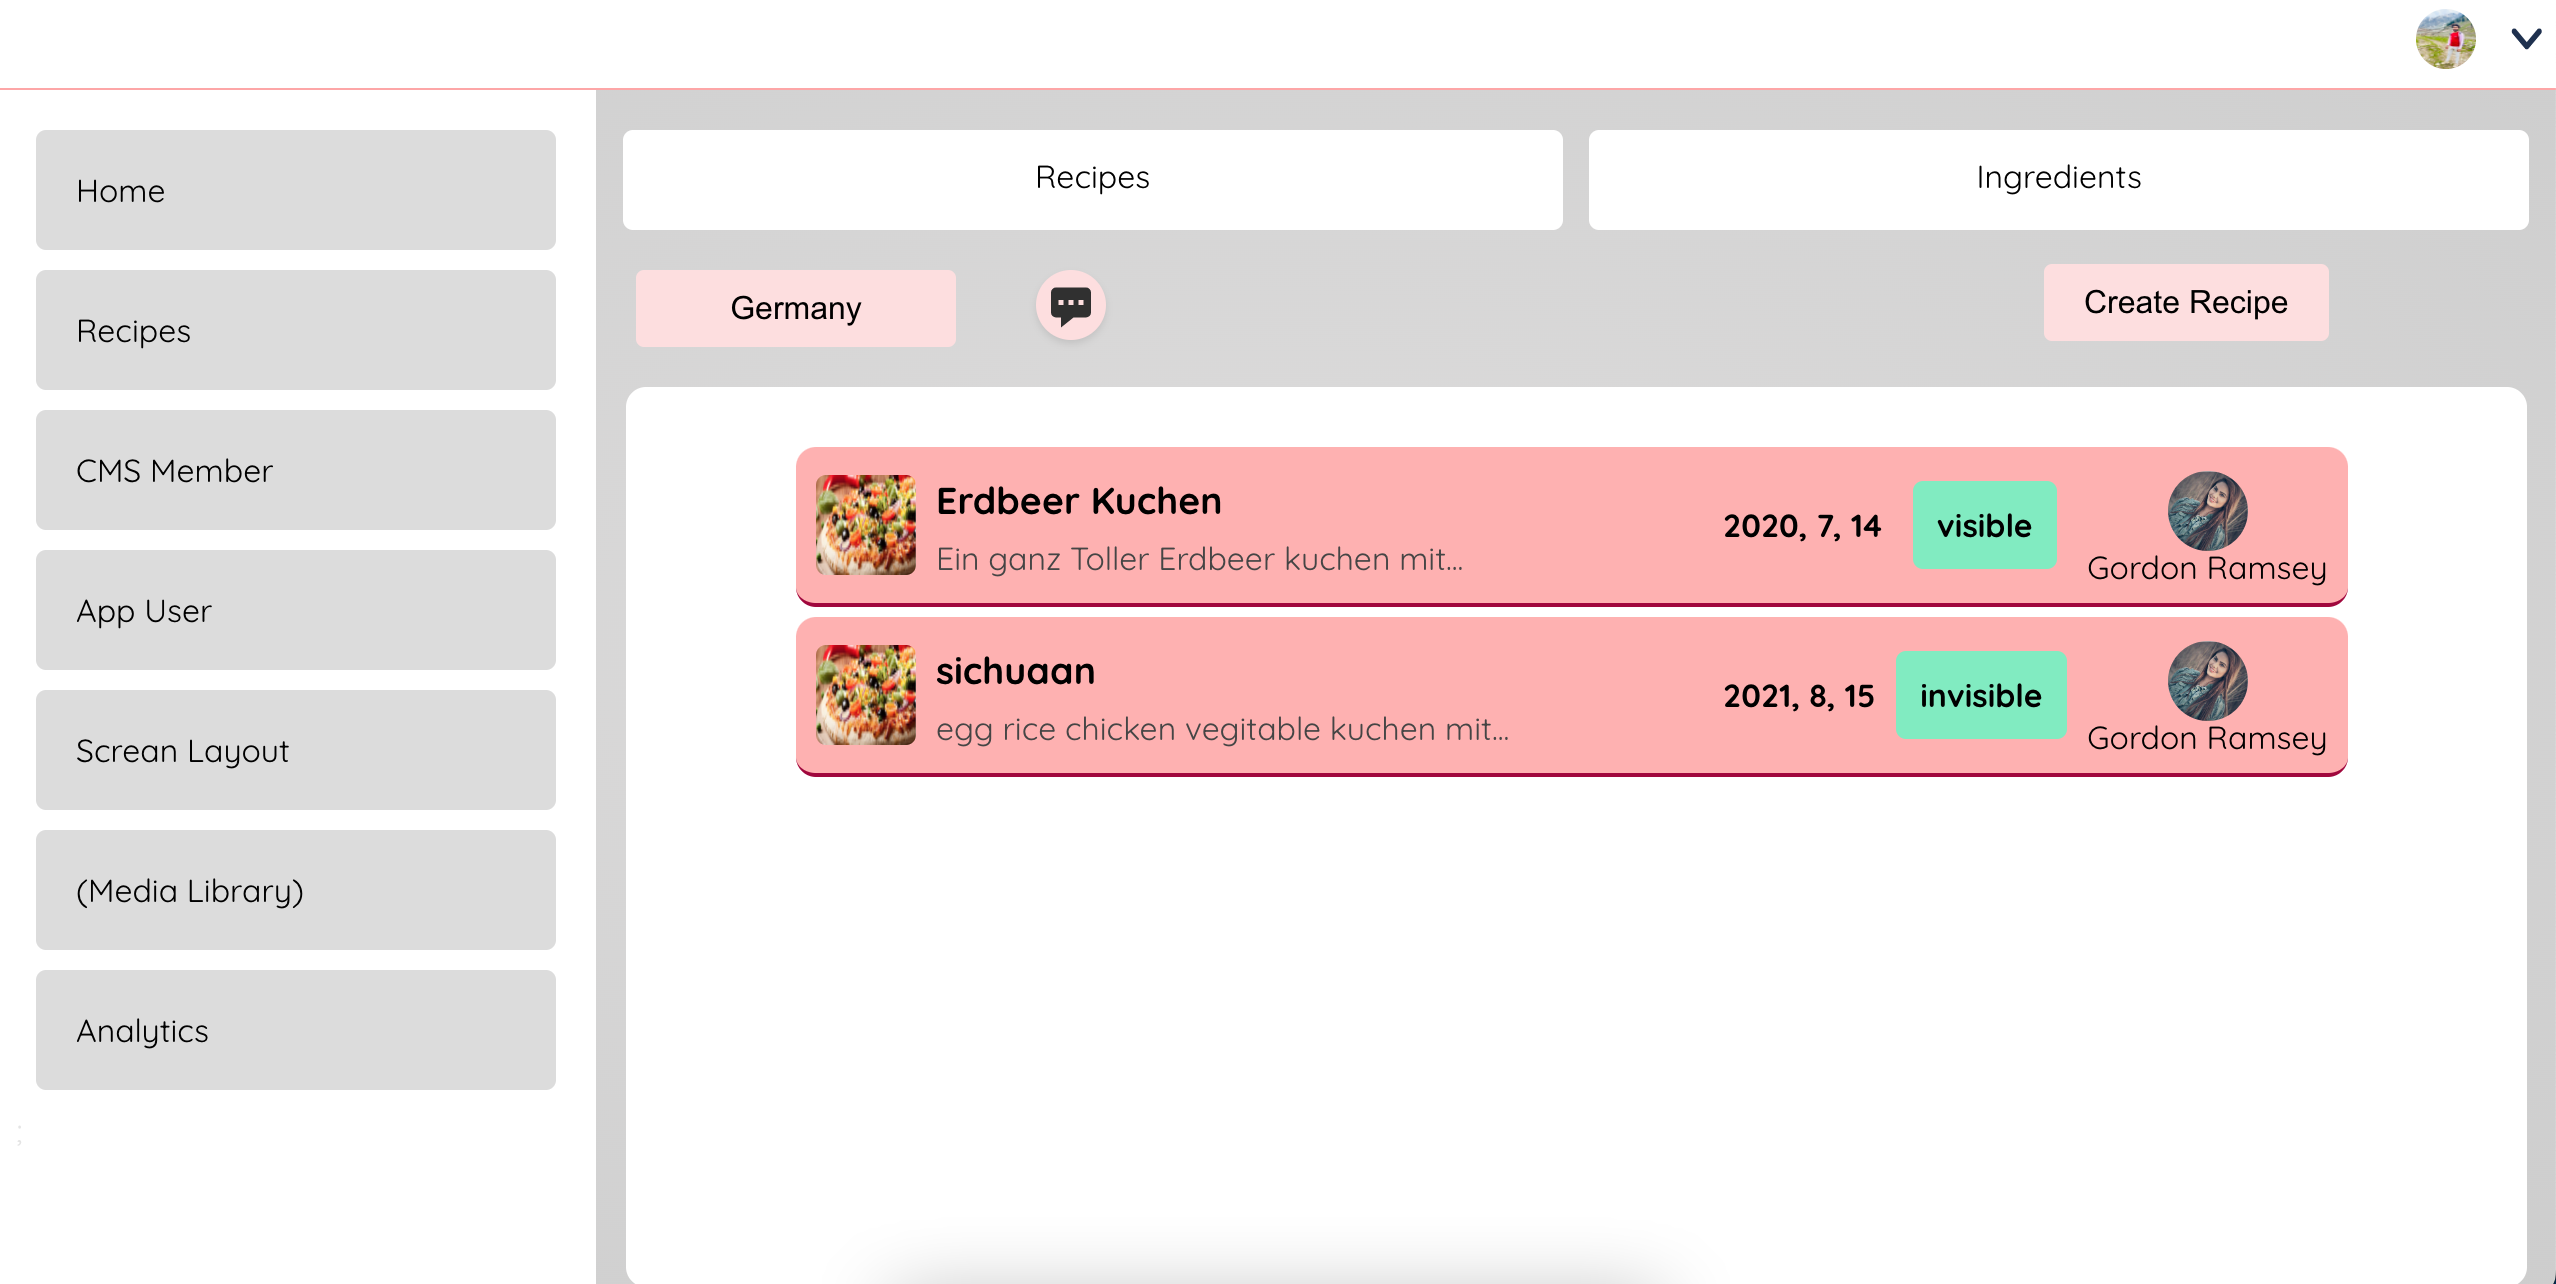 Home
Recipes
CMS Member
App User
Screan Layout
(Media Library)
Analytics
;
Recipes
Ingredients
Germany
Create Recipe
Erdbeer Kuchen
Ein ganz Toller Erdbeer kuchen mit...
2020, 7, 14
visible
Gordon Ramsey
sichuaan
egg rice chicken vegitable kuchen mit...
2021, 8, 15
invisible
Gordon Ramsey